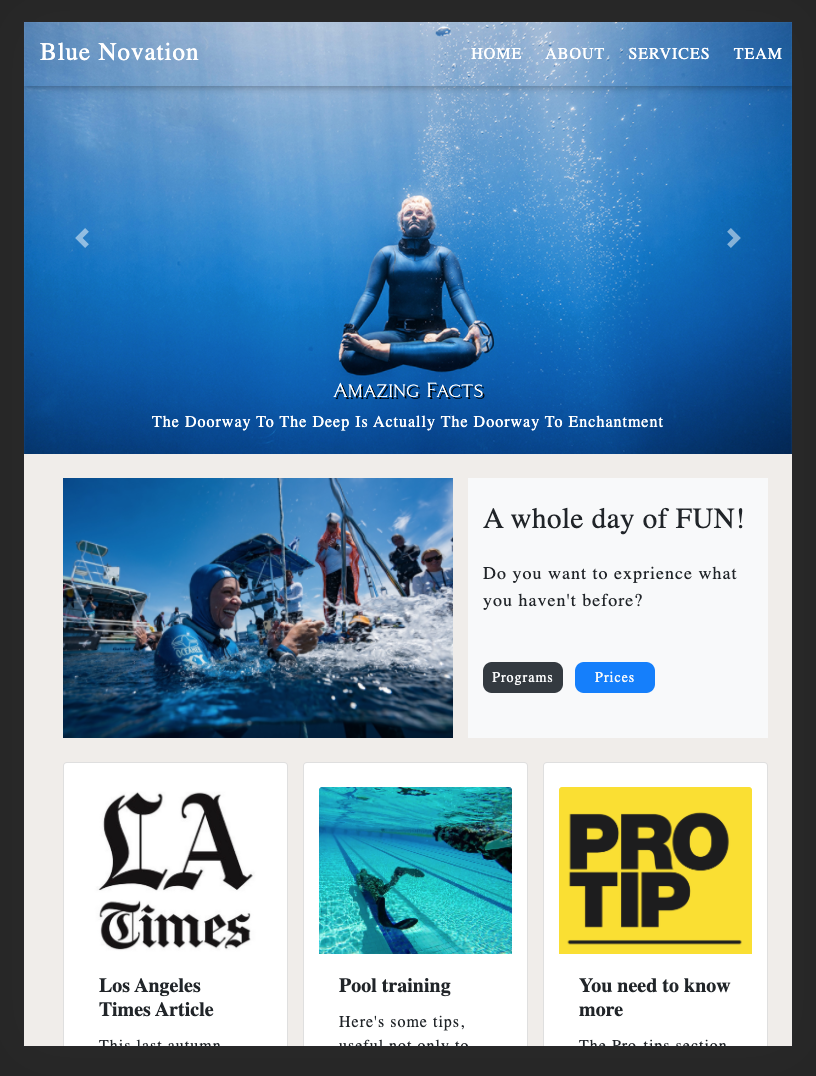 Blue Novation
HOME ABOUT SERVICES TEAM
Amazing Facts
The Doorway To The Deep Is Actually The Doorway To Enchantment
A whole day of FUN!
Do you want to exprience what
you haven't before?
Programs Prices
LA
Times
Los Angeles
Times Article
This last autumn
Pool training
Here's some tips,
useful not only to
PRO
TIP
You need to know
more
The Pro-tips section